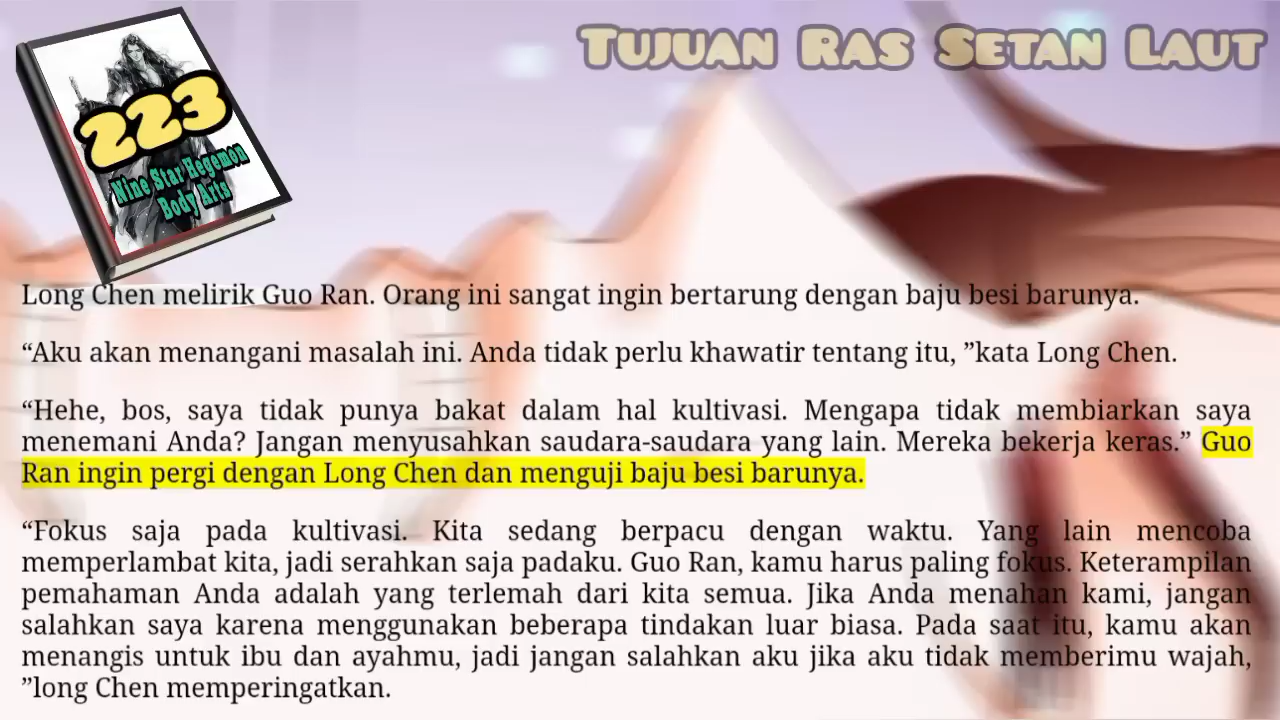 Tujuan Ras Setan Laut
223
Nine Star Hegemon
Body Arts
Long Chen melirik Guo Ran. Orang ini sangat ingin bertarung dengan baju besi barunya.
“Aku akan menangani masalah ini. Anda tidak perlu khawatir tentang itu, ”kata Long Chen.
“Hehe, bos, saya tidak punya bakat dalam hal kultivasi. Mengapa tidak membiarkan saya
menemani Anda? Jangan menyusahkan saudara-saudara yang lain. Mereka bekerja keras.” Guo
Ran ingin pergi dengan Long Chen dan menguji baju besi barunya.
“Fokus saja pada kultivasi. Kita sedang berpacu dengan waktu. Yang lain mencoba
memperlambat kita, jadi serahkan saja padaku. Guo Ran, kamu harus paling fokus. Keterampilan
pemahaman Anda adalah yang terlemah dari kita semua. Jika Anda menahan kami, jangan
salahkan saya karena menggunakan beberapa tindakan luar biasa. Pada saat itu, kamu akan
menangis untuk ibu dan ayahmu, jadi jangan salahkan aku jika aku tidak memberimu wajah,
”long Chen memperingatkan.